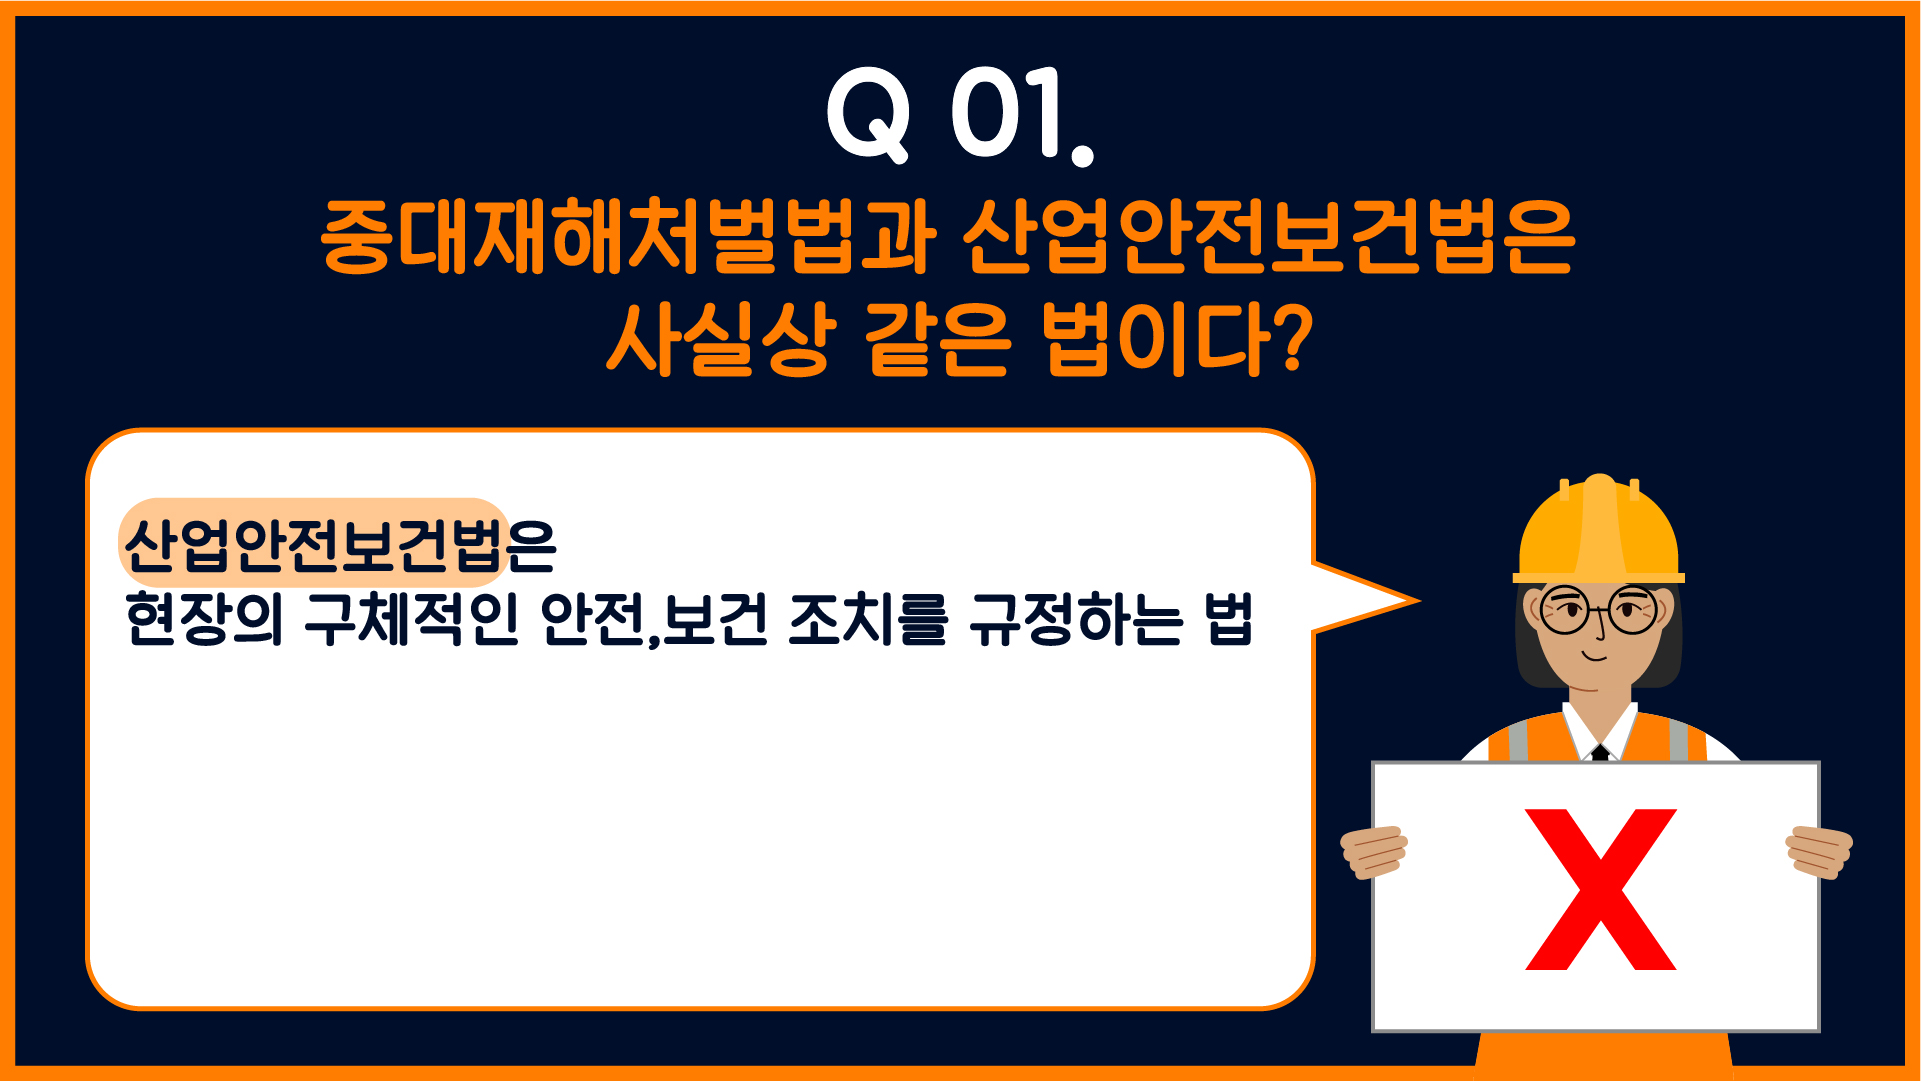 Q 01.
중대재해처벌법과 산업안전보건법은
사실상 같은 법이다?
산업안전보건법은
현장의 구체적인 안전,보건 조치를 규정하는 법
X